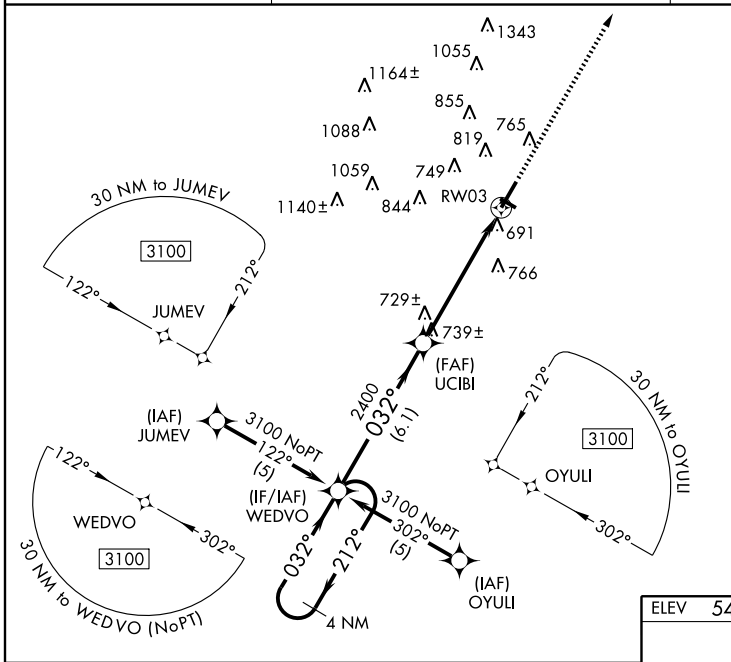 1343
1055
1164±
855
765
1088
819
749
1059
RW03
1140±
844
691
766
30 NM to JUMEV
3100
122°
212°
JUMEV
729±
739±
(FAF)
UCIBI
2400
032°
(6.1)
30 NM to OYULI
3100
212°
OYULI
302°
(IAF)
JUMEV
3100 NoPT
122°
(5)
(IF/IAF)
WEDVO
3100 NoPT
302°
(5)
122°
WEDVO
302°
3100
30 NM to WEDVO (NoPT)
032°
212°
4 NM
(IAF)
OYULI
ELEV 54